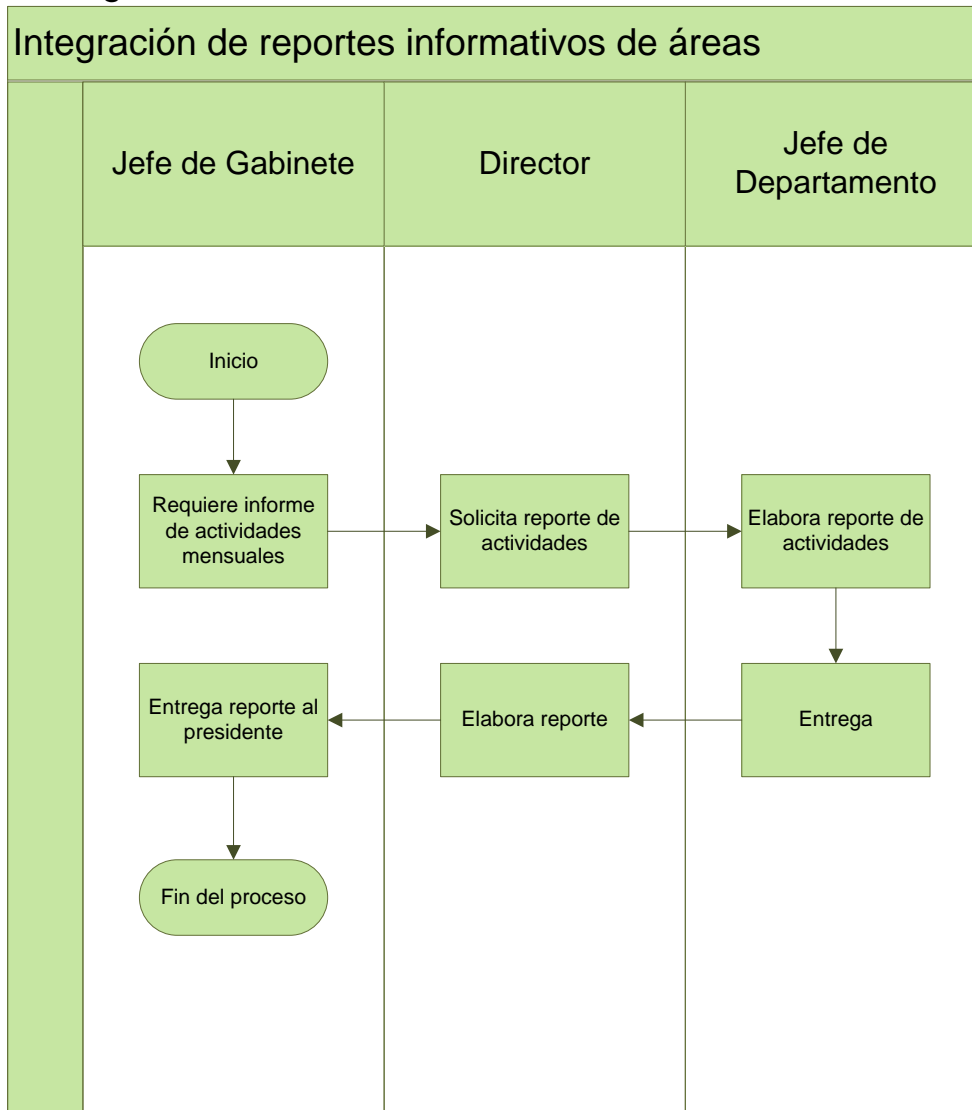 Integración de reportes informativos de áreas
Jefe de Gabinete
Director
Jefe de
Departamento
Inicio
Requiere informe
de actividades
mensuales
Solicita reporte de
actividades
Elabora reporte de
actividades
Entrega reporte al
presidente
Elabora reporte
Entrega
Fin del proceso